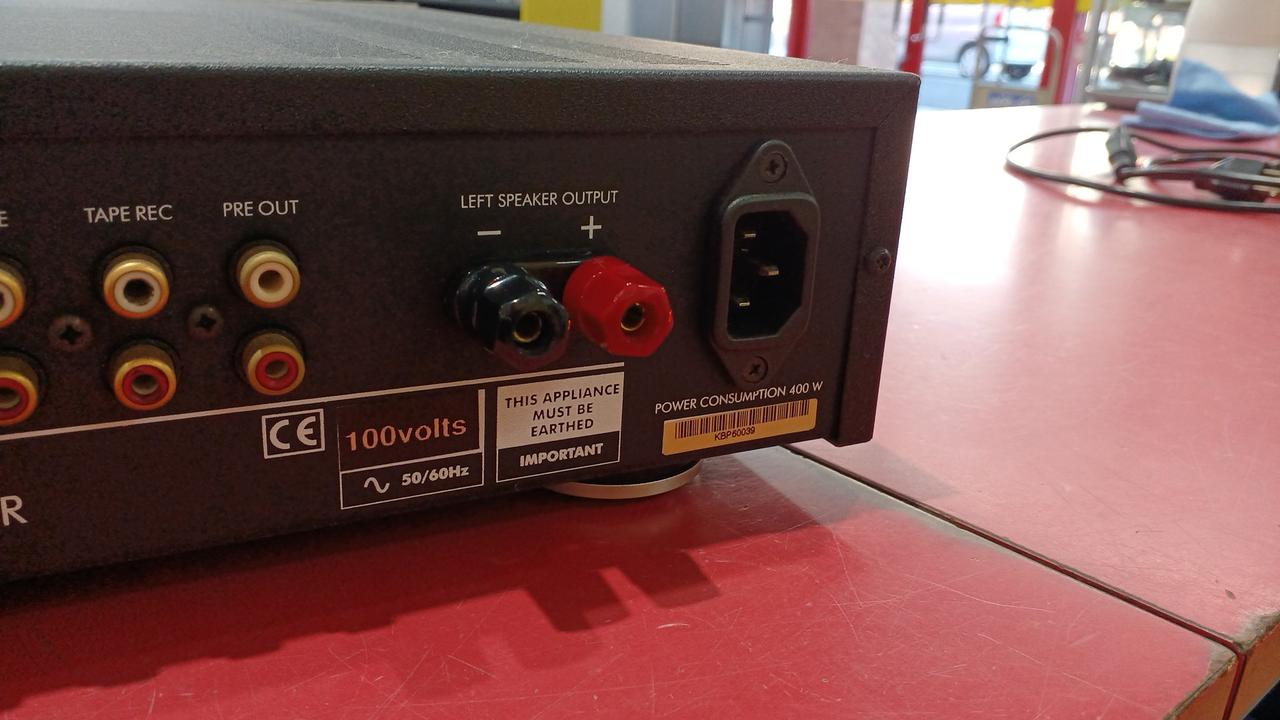 TAPE REC
PRE OUT
LEFT SPEAKER OUTPUT
− +
CE
100volts
50/60Hz
THIS APPLIANCE
MUST BE
EARTHED
IMPORTANT
POWER CONSUMPTION 400 W
KBP60039